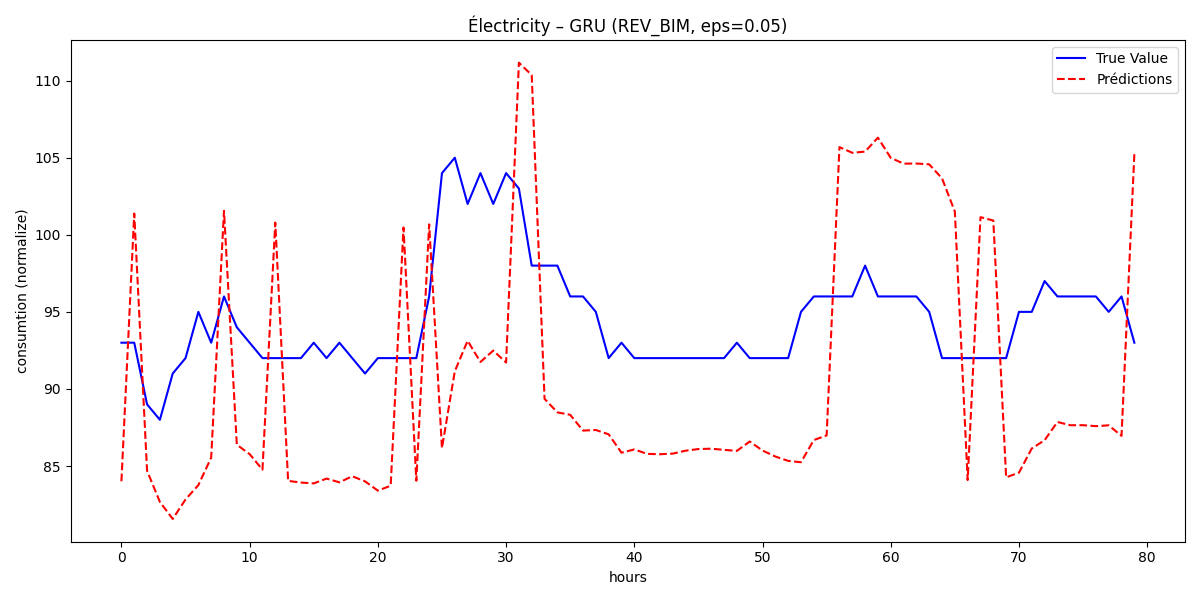 Électricity – GRU (REV_BIM, eps=0.05)
True Value
Prédictions
consumtion (normalize)
110
105
100
95
90
85
0 10 20 30 40 50 60 70 80
hours